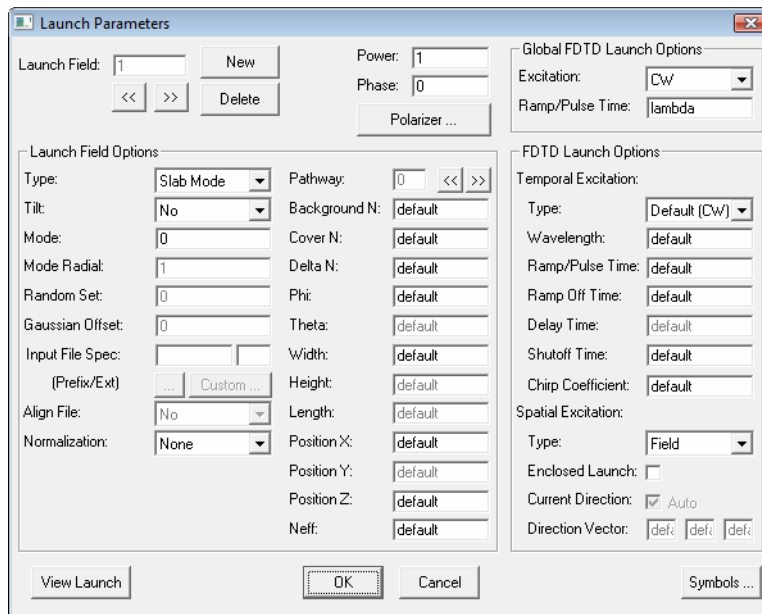 Launch Parameters
Launch Field: 1 New
<< >> Delete
Power: 1
Phase: 0
Polarizer ...
Global FDTD Launch Options
Excitation: CW
Ramp/Pulse Time: lambda
Launch Field Options
Type: Slab Mode
Tilt: No
Mode: 0
Mode Radial: 1
Random Set: 0
Gaussian Offset: 0
Input File Spec:
(Prefix/Ext) ... Custom ...
Align File: No
Normalization: None
Pathway: 0 << >>
Background N: default
Cover N: default
Delta N: default
Phi: default
Theta: default
Width: default
Height: default
Length: default
Position X: default
Position Y: default
Position Z: default
Neff: default
FDTD Launch Options
Temporal Excitation:
Type: Default (CW)
Wavelength: default
Ramp/Pulse Time: default
Ramp Off Time: default
Delay Time: default
Shutoff Time: default
Chirp Coefficient: default
Spatial Excitation:
Type: Field
Enclosed Launch:
Current Direction: Auto
Direction Vector: defa defa defa
View Launch OK Cancel Symbols ...